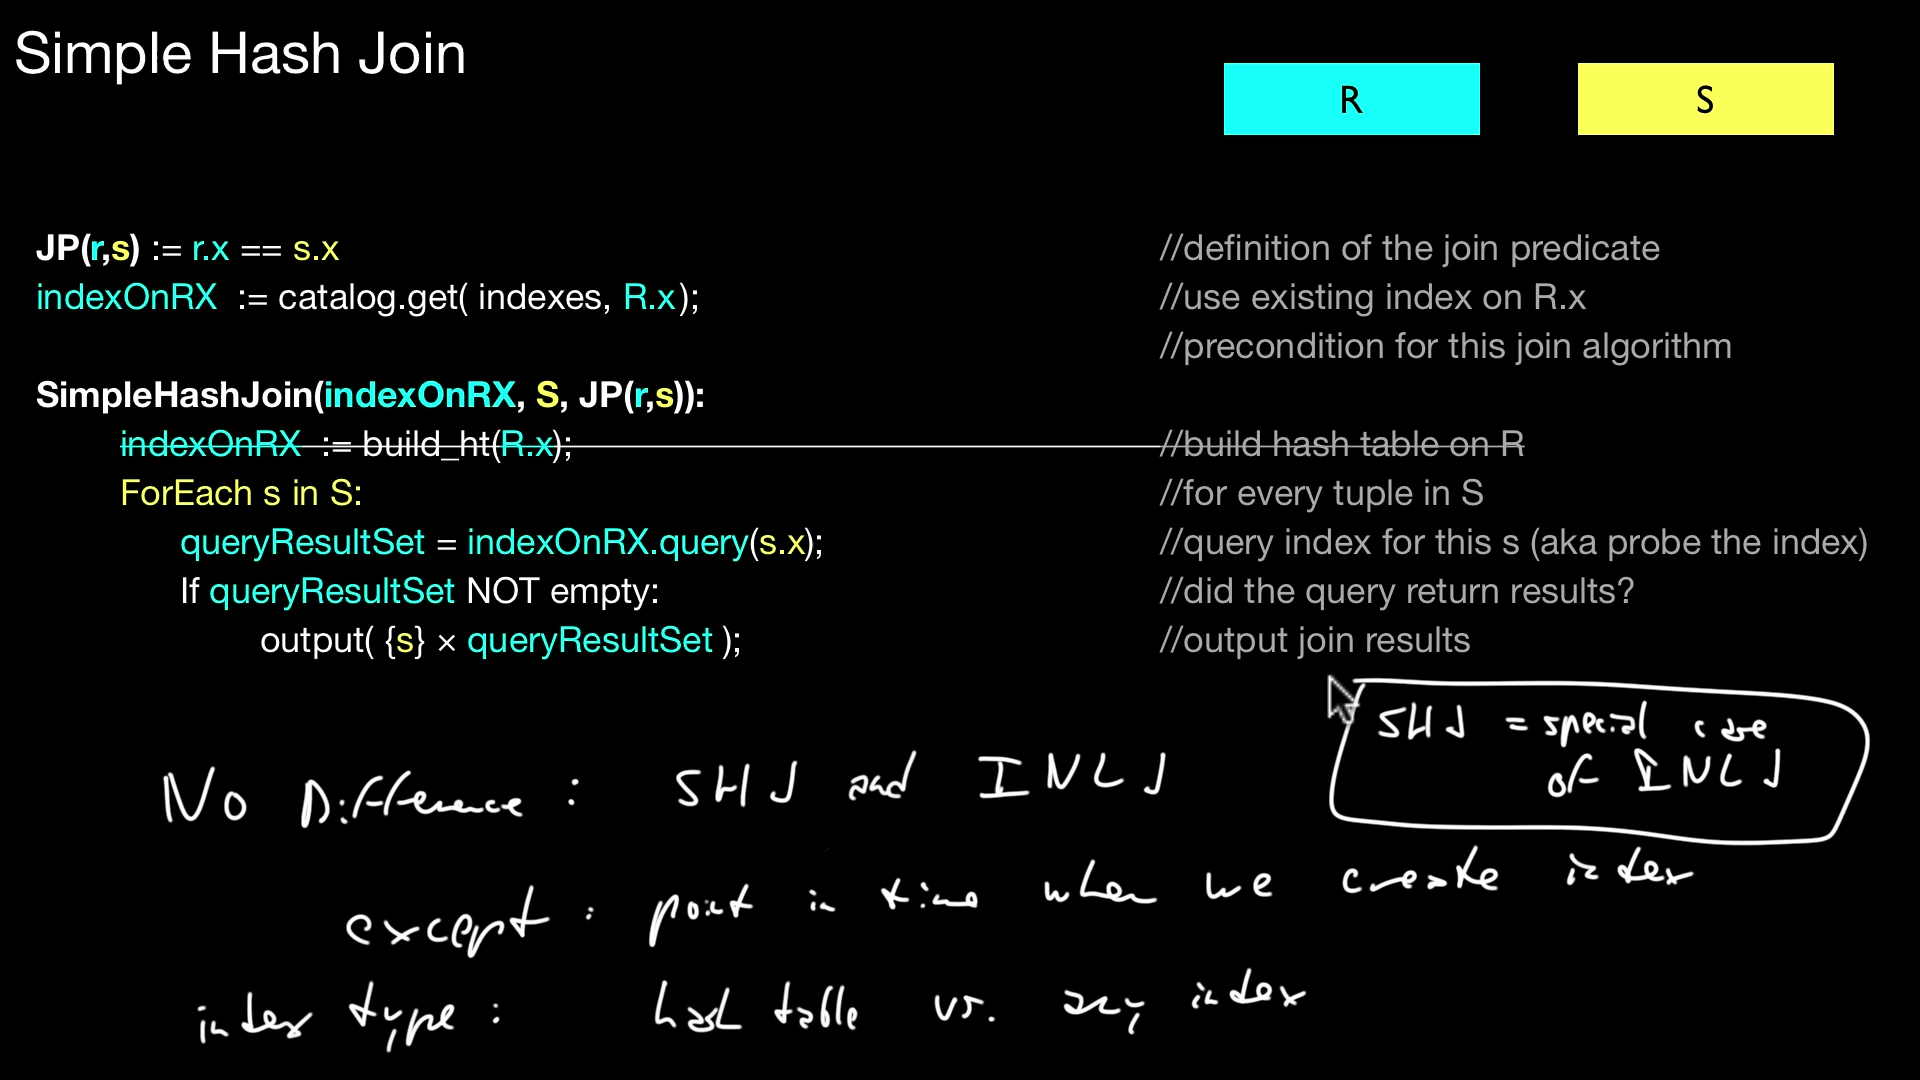 Simple Hash Join
R S
JP(r,s) := r.x == s.x //definition of the join predicate
indexOnRX := catalog.get( indexes, R.x); //use existing index on R.x
//precondition for this join algorithm
SimpleHashJoin(indexOnRX, S, JP(r,s)):
indexOnRX := build_ht(R.x); //build hash table on R
ForEach s in S: //for every tuple in S
queryResultSet = indexOnRX.query(s.x); //query index for this s (aka probe the index)
If queryResultSet NOT empty: //did the query return results?
output( {s} × queryResultSet ); //output join results
SHJ = special case
of INLJ
No Difference : SHJ and INLJ
except : point in time when we create index
index type : hash table vs. any index